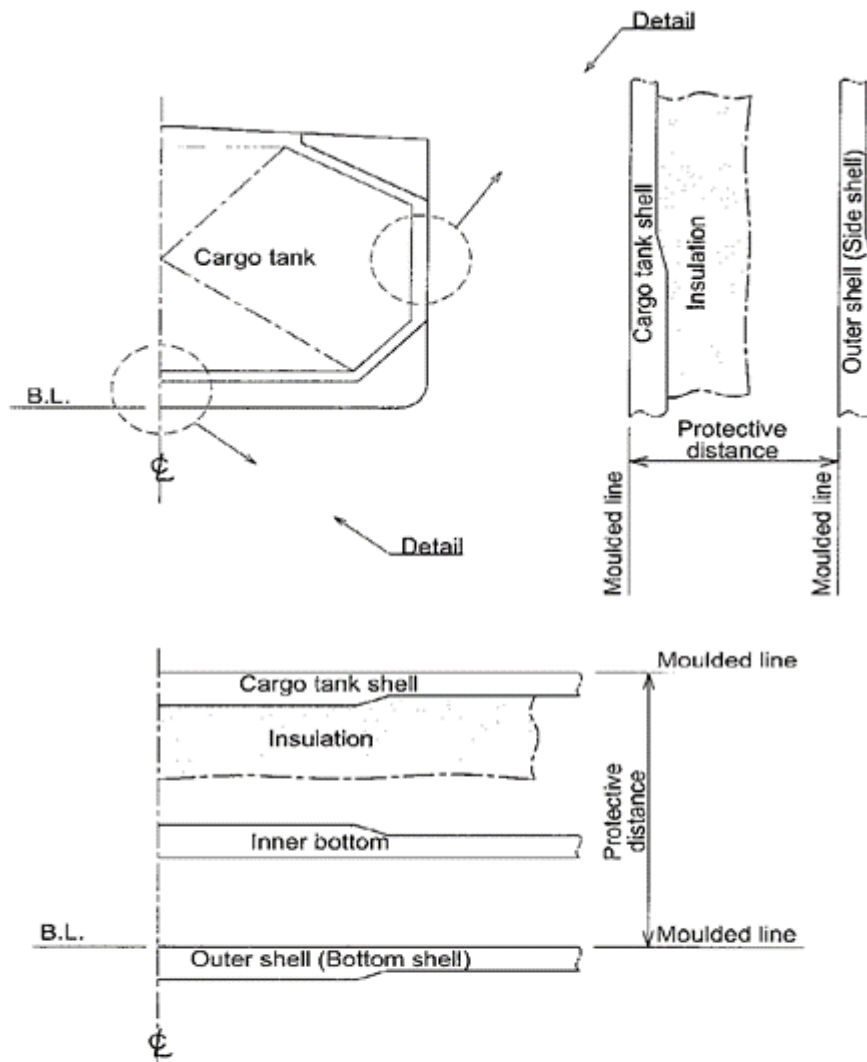 Detail
Cargo tank
B.L.
℄
Detail
Cargo tank shell
Insulation
Outer shell (Side shell)
Protective
distance
Moulded line
Moulded line
Cargo tank shell
Insulation
Inner bottom
B.L.
Outer shell (Bottom shell)
℄
Moulded line
Protective
distance
Moulded line